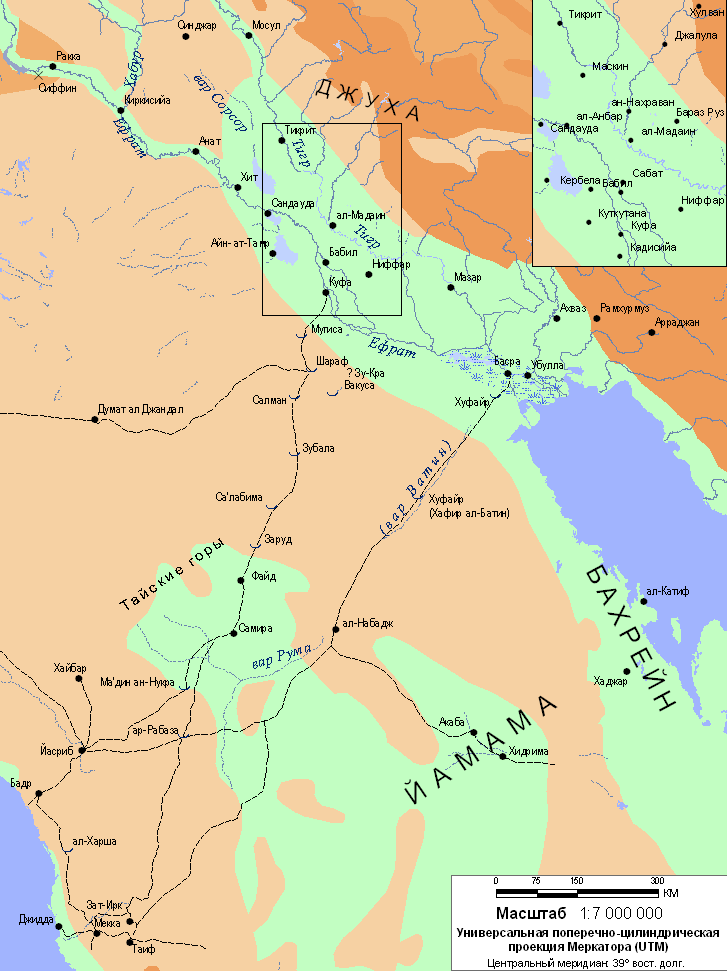 Синджар
Мосул
Ракка
Сиффин
Хабур
Киркисийа
Ефрат
вар Сорсор
ДЖУХА
Тикрит
Тигр
Анат
Хит
Сандауда
ал-Мадаин
Тигр
Айн-ат-Тамр
Бабил
Ниффар
Куфа
Мазар
Ахваз
Рамхурмуз
Арраджан
Мугиса
Ефрат
Басра
Убулла
Шараф
? Зу-Кра
Вакуса
Салман
Хуфайр
Думат ал Джандал
Зубала
(вар Ватин)
Са'лабима
Хуфайр
(Хафир ал-Батин)
Заруд
Тайские горы
Файд
БАХРЕЙН
ал-Катиф
Самира
ал-Набадж
вар Рума
Хайбар
Ма'дин ан-Нукра
Хаджар
ар-Рабаза
Акаба
ЙАМАМА
Йасриб
Хидрима
Бадр
ал-Харша
Зат-Ирк
Джидда
Мекка
Таиф
Хулван
Тикрит
Джалула
Маскин
ан-Нахраван
Бараз Руз
ал-Анбар
Сандауда
ал-Мадаин
Сабат
Кербела
Бабил
Ниффар
Куткутана
Куфа
Кадисийа
0 75 150 300
КМ
Масштаб 1:7 000 000
Универсальная поперечно-цилиндрическая
проекция Меркатора (UTM)
Центральный меридиан: 39° вост. долг.